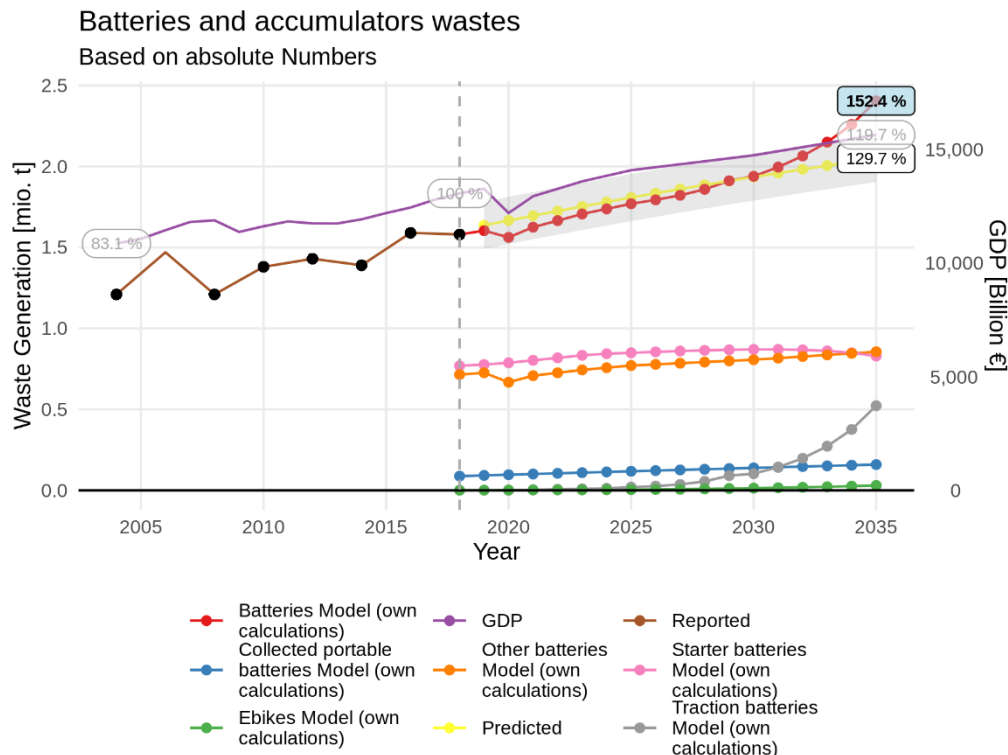 Batteries and accumulators wastes
Based on absolute Numbers
2.5
2.0
1.5
1.0
0.5
0.0
Waste Generation [mio. t]
152.4 %
119.7 %
129.7 %
100 %
83.1 %
15,000
10,000
5,000
0
GDP [Billion €]
2005
2010
2015
2020
2025
2030
2035
Year
Batteries Model (own
calculations)
GDP
Reported
Collected portable
batteries Model (own
calculations)
Other batteries
Model (own
calculations)
Starter batteries
Model (own
calculations)
Ebikes Model (own
calculations)
Predicted
Traction batteries
Model (own
calculations)